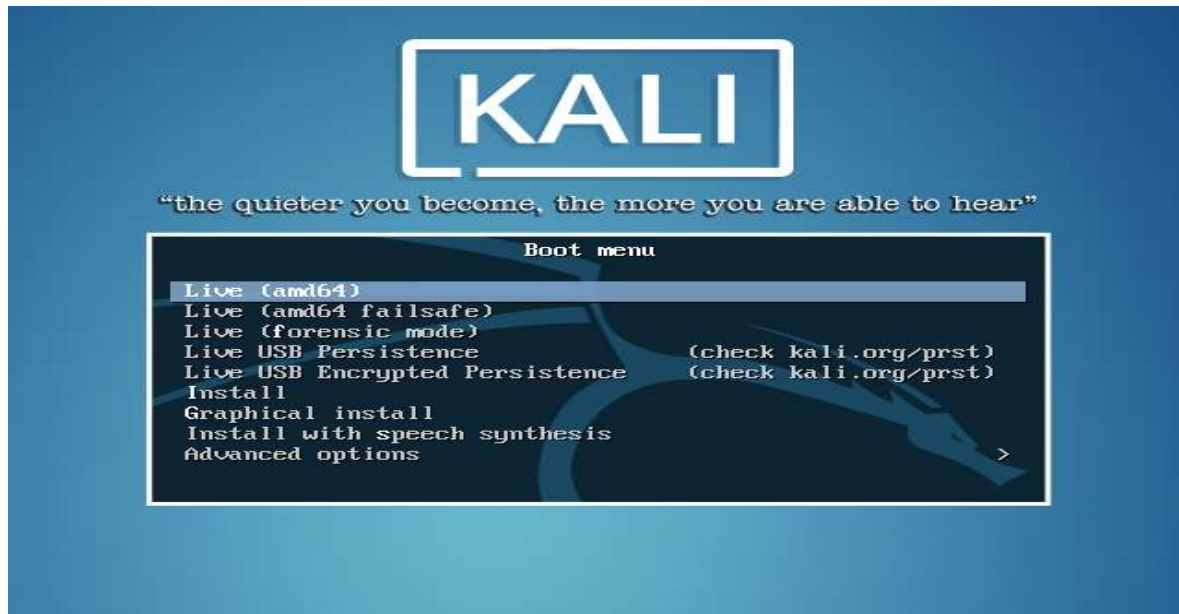 KALI
“the quieter you become, the more you are able to hear”
Boot menu
Live (amd64)
Live (amd64 failsafe)
Live (forensic mode)
Live USB Persistence (check kali.org/prst)
Live USB Encrypted Persistence (check kali.org/prst)
Install
Graphical install
Install with speech synthesis
Advanced options >